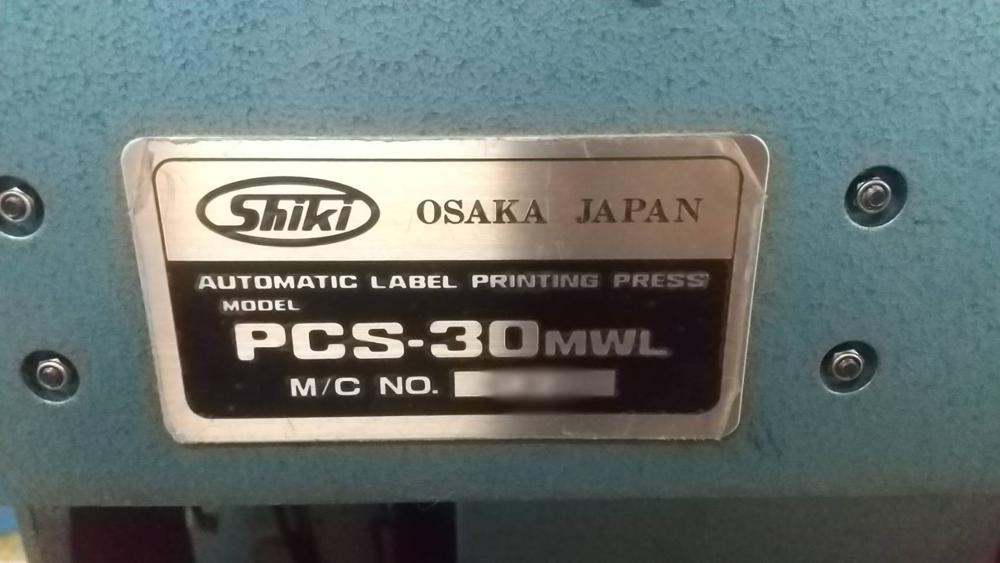 Shiki OSAKA JAPAN
AUTOMATIC LABEL PRINTING PRESS
MODEL
PCS-30MWL
M/C NO.